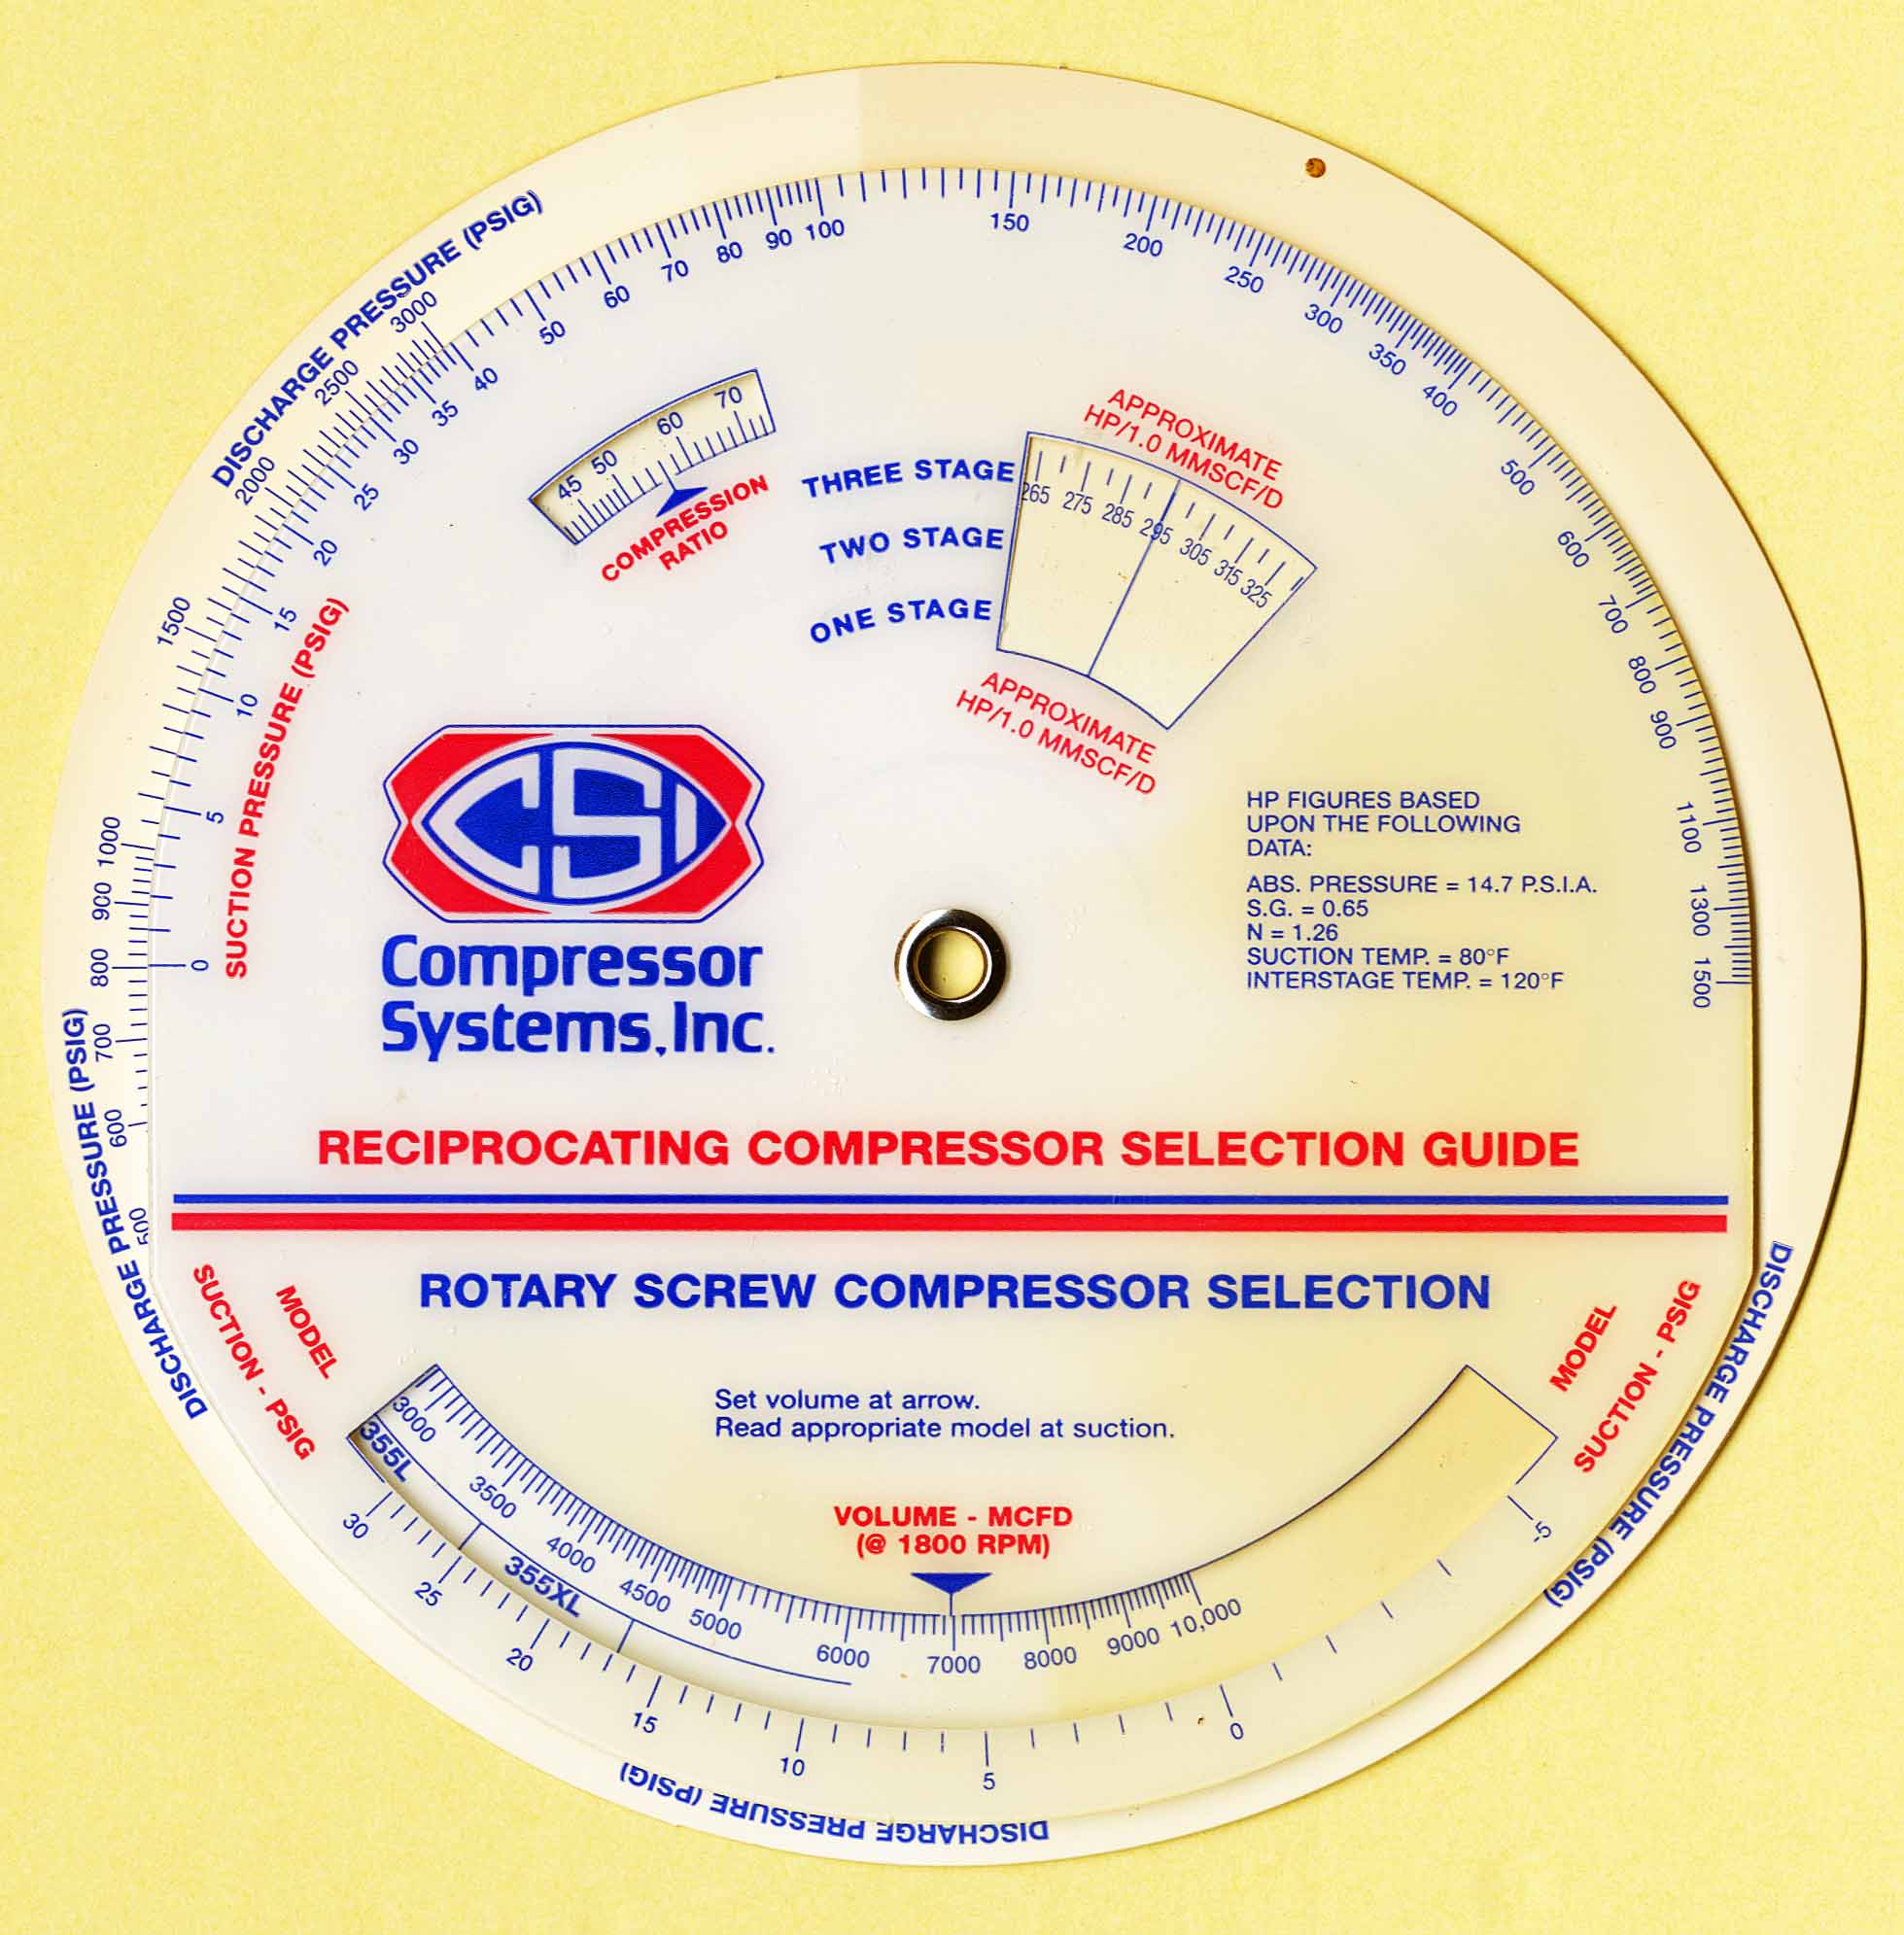 DISCHARGE PRESSURE (PSIG)
500
600
700
800
900
1000
1500
2000
2500
3000
DISCHARGE PRESSURE (PSIG)
SUCTION PRESSURE (PSIG)
0
5
10
15
20
25
30
35
40
50
60
70
80
90
100
150
200
250
300
350
400
500
600
700
800
900
1100
1300
1500
45
50
60
70
COMPRESSION
RATIO
APPROXIMATE
HP/1.0 MMSCF/D
THREE STAGE
TWO STAGE
ONE STAGE
265 275 285 295 305 315 325
APPROXIMATE
HP/1.0 MMSCF/D
CSI
Compressor
Systems, Inc.
HP FIGURES BASED
UPON THE FOLLOWING
DATA:
ABS. PRESSURE = 14.7 P.S.I.A.
S.G. = 0.65
N = 1.26
SUCTION TEMP. = 80°F
INTERSTAGE TEMP. = 120°F
RECIPROCATING COMPRESSOR SELECTION GUIDE
ROTARY SCREW COMPRESSOR SELECTION
MODEL
SUCTION - PSIG
MODEL
SUCTION - PSIG
Set volume at arrow.
Read appropriate model at suction.
VOLUME - MCFD
(@ 1800 RPM)
3000
3500
4000
4500
5000
6000
7000
8000
9000
10,000
355L
355XL
30
25
20
15
10
5
0
-5
DISCHARGE PRESSURE (PSIG)
DISCHARGE PRESSURE (PSIG)